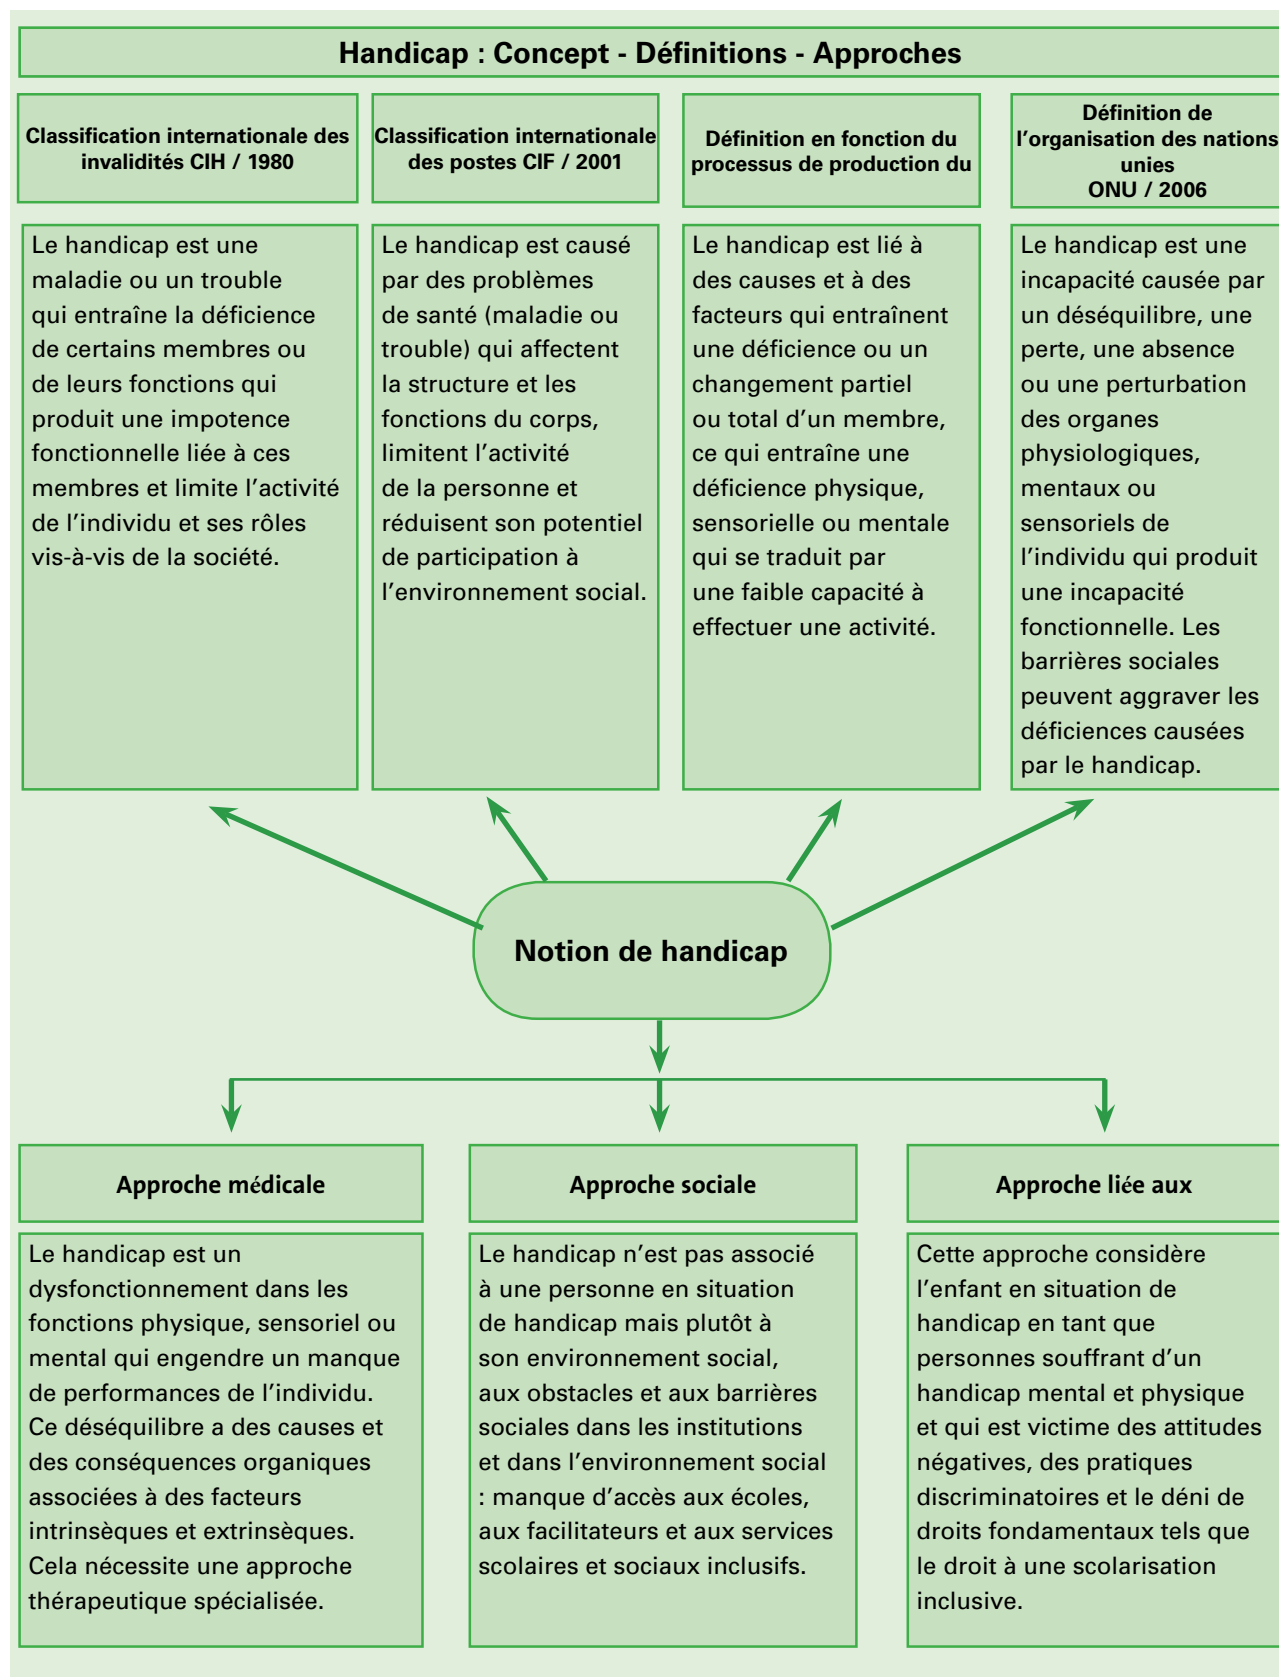 Handicap : Concept - Définitions - Approches
Classification internationale des
invalidités CIH / 1980
Le handicap est une
maladie ou un trouble
qui entraîne la déficience
de certains membres ou
de leurs fonctions qui
produit une impotence
fonctionnelle liée à ces
membres et limite l’activité
de l’individu et ses rôles
vis-à-vis de la société.
Classification internationale
des postes CIF / 2001
Le handicap est causé
par des problèmes
de santé (maladie ou
trouble) qui affectent
la structure et les
fonctions du corps,
limitent l’activité
de la personne et
réduisent son potentiel
de participation à
l’environnement social.
Définition en fonction du
processus de production du
Le handicap est lié à
des causes et à des
facteurs qui entraînent
une déficience ou un
changement partiel
ou total d’un membre,
ce qui entraîne une
déficience physique,
sensorielle ou mentale
qui se traduit par
une faible capacité à
effectuer une activité.
Définition de
l’organisation des nations
unies
ONU / 2006
Le handicap est une
incapacité causée par
un déséquilibre, une
perte, une absence
ou une perturbation
des organes
physiologiques,
mentaux ou
sensoriels de
l’individu qui produit
une incapacité
fonctionnelle. Les
barrières sociales
peuvent aggraver les
déficiences causées
par le handicap.
Notion de handicap
Approche médicale
Le handicap est un
dysfonctionnement dans les
fonctions physique, sensoriel ou
mental qui engendre un manque
de performances de l’individu.
Ce déséquilibre a des causes et
des conséquences organiques
associées à des facteurs
intrinsèques et extrinsèques.
Cela nécessite une approche
thérapeutique spécialisée.
Approche sociale
Le handicap n’est pas associé
à une personne en situation
de handicap mais plutôt à
son environnement social,
aux obstacles et aux barrières
sociales dans les institutions
et dans l’environnement social
: manque d’accès aux écoles,
aux facilitateurs et aux services
scolaires et sociaux inclusifs.
Approche liée aux
Cette approche considère
l’enfant en situation de
handicap en tant que
personnes souffrant d’un
handicap mental et physique
et qui est victime des attitudes
négatives, des pratiques
discriminatoires et le déni de
droits fondamentaux tels que
le droit à une scolarisation
inclusive.